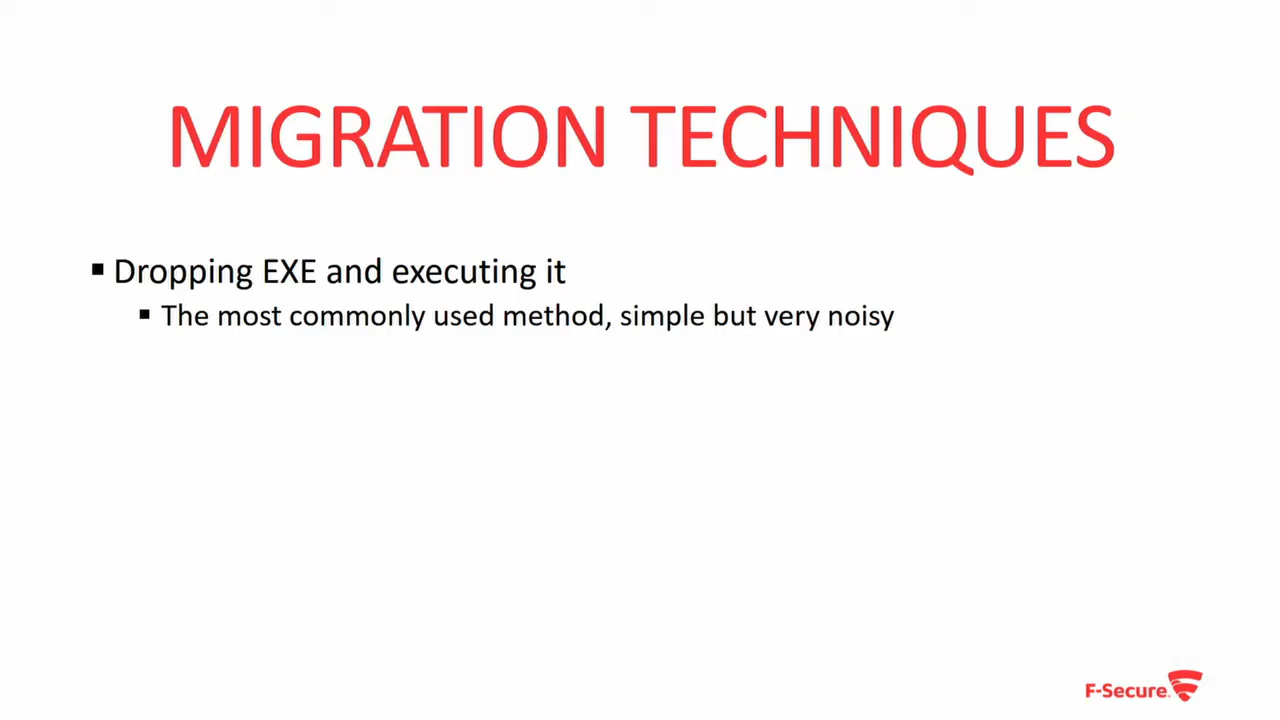 MIGRATION TECHNIQUES
▪ Dropping EXE and executing it
▪ The most commonly used method, simple but very noisy
F-Secure.